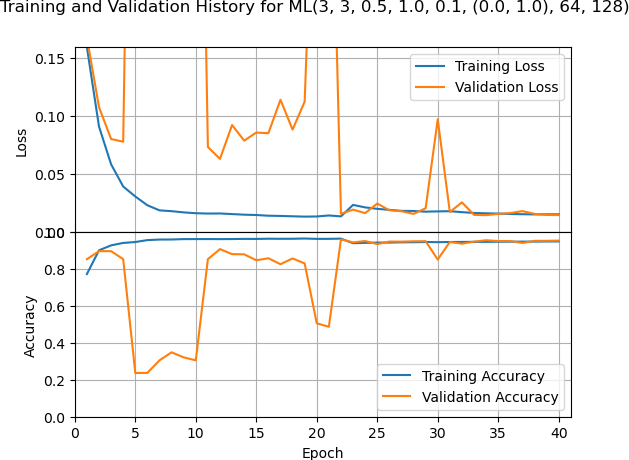 Training and Validation History for ML(3, 3, 0.5, 1.0, 0.1, (0.0, 1.0), 64, 128)
0.15
0.10
0.05
Loss
Training Loss
Validation Loss
1.0
0.8
0.6
0.4
0.2
0.0
Accuracy
Training Accuracy
Validation Accuracy
0 5 10 15 20 25 30 35 40
Epoch